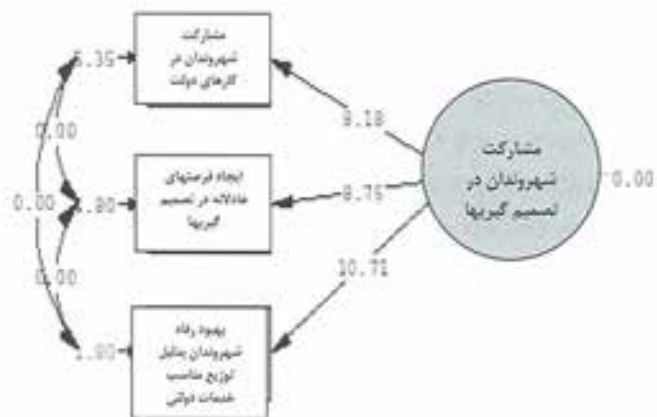 مشارکت
شهروندان در
کارهای دولت
ایجاد فرصتهای
عادلانه در تصمیم
گیریها
بهبود رفاه
شهروندان بدلیل
توزیع مناسب
خدمات دولتی
مشارکت
شهروندان در
تصمیم گیریها
0.00
0.00
0.00
10.71
0.00